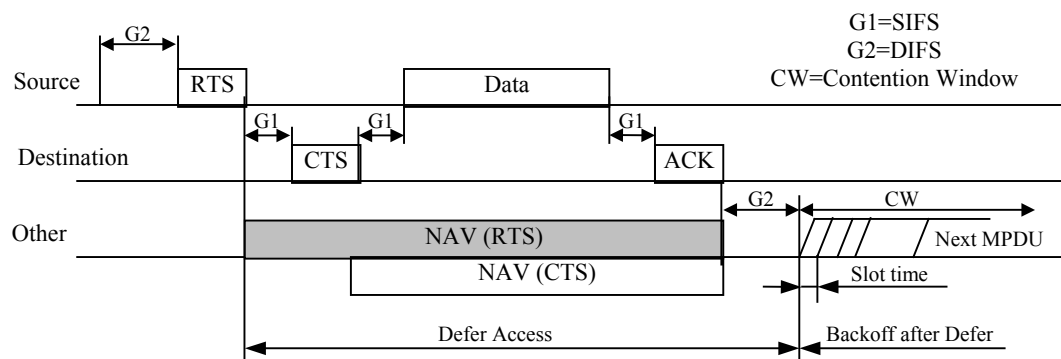 G1=SIFS
G2=DIFS
CW=Contention Window
G2
Source
RTS
Data
G1
G1
G1
Destination
CTS
ACK
G2
CW
Other
NAV (RTS)
Next MPDU
NAV (CTS)
Slot time
Defer Access
Backoff after Defer